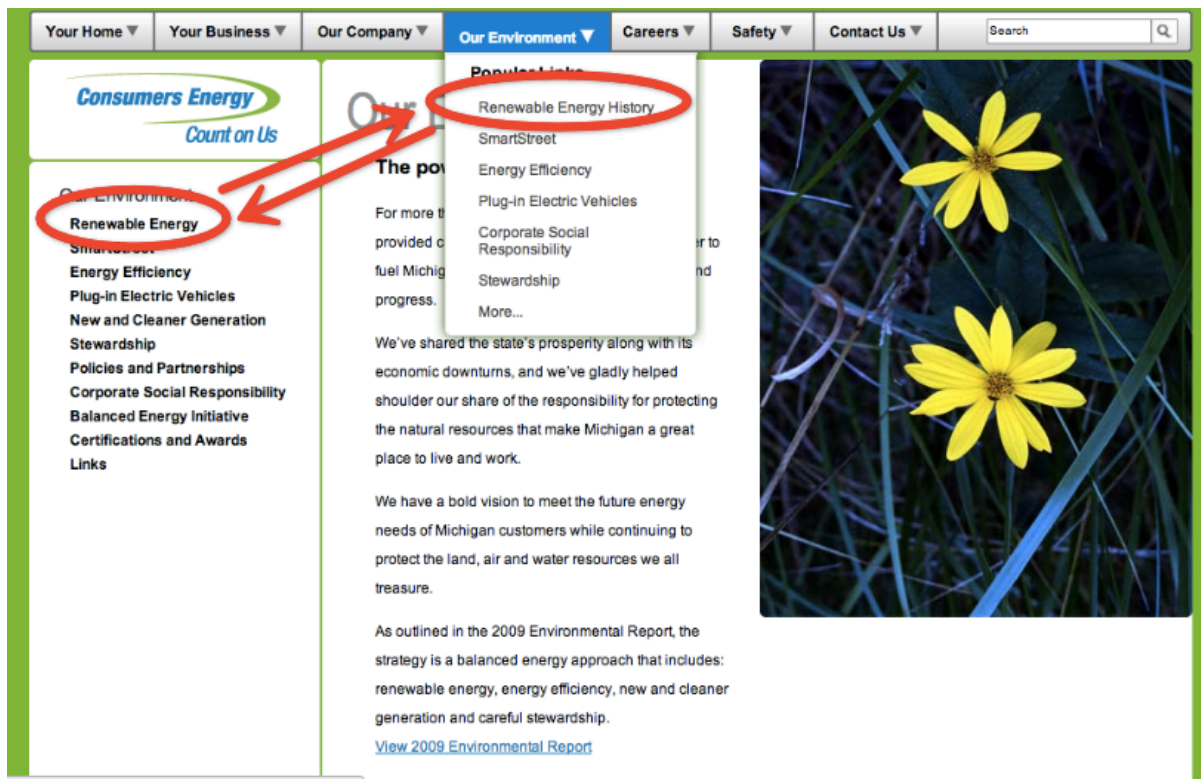 Your Home
Your Business
Our Company
Our Environment
Careers
Safety
Contact Us
Search
Consumers Energy
Count on Us
Our Environment
Renewable Energy
SmartStreet
Energy Efficiency
Plug-in Electric Vehicles
New and Cleaner Generation
Stewardship
Policies and Partnerships
Corporate Social Responsibility
Balanced Energy Initiative
Certifications and Awards
Links
Popular Links
Renewable Energy History
SmartStreet
Energy Efficiency
Plug-in Electric Vehicles
Corporate Social
Responsibility
Stewardship
More...
Our
The
For more
provided to
fuel
progress.
We've shared the state's prosperity along with its
economic downturns, and we've gladly helped
shoulder our share of the responsibility for protecting
the natural resources that make Michigan a great
place to live and work.
We have a bold vision to meet the future energy
needs of Michigan customers while continuing to
protect the land, air and water resources we all
treasure.
As outlined in the 2009 Environmental Report, the
strategy is a balanced energy approach that includes:
renewable energy, energy efficiency, new and cleaner
generation and careful stewardship.
View 2009 Environmental Report